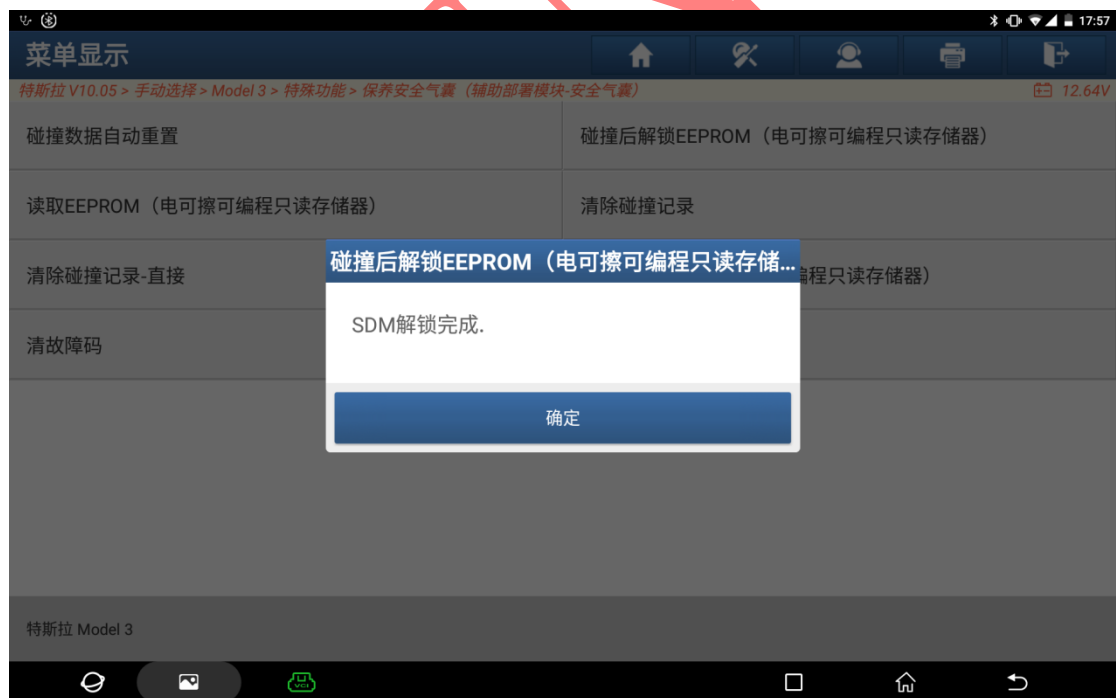 17:57
菜单显示
特斯拉 V10.05 > 手动选择 > Model 3 > 特殊功能 > 保养安全气囊（辅助部署模块-安全气囊）
12.64V
碰撞数据自动重置
碰撞后解锁EEPROM（电可擦可编程只读存储器）
读取EEPROM（电可擦可编程只读存储器）
清除碰撞记录
清除碰撞记录-直接
编程只读存储器）
清故障码
碰撞后解锁EEPROM（电可擦可编程只读存储...
SDM解锁完成.
确定
特斯拉 Model 3
VCI